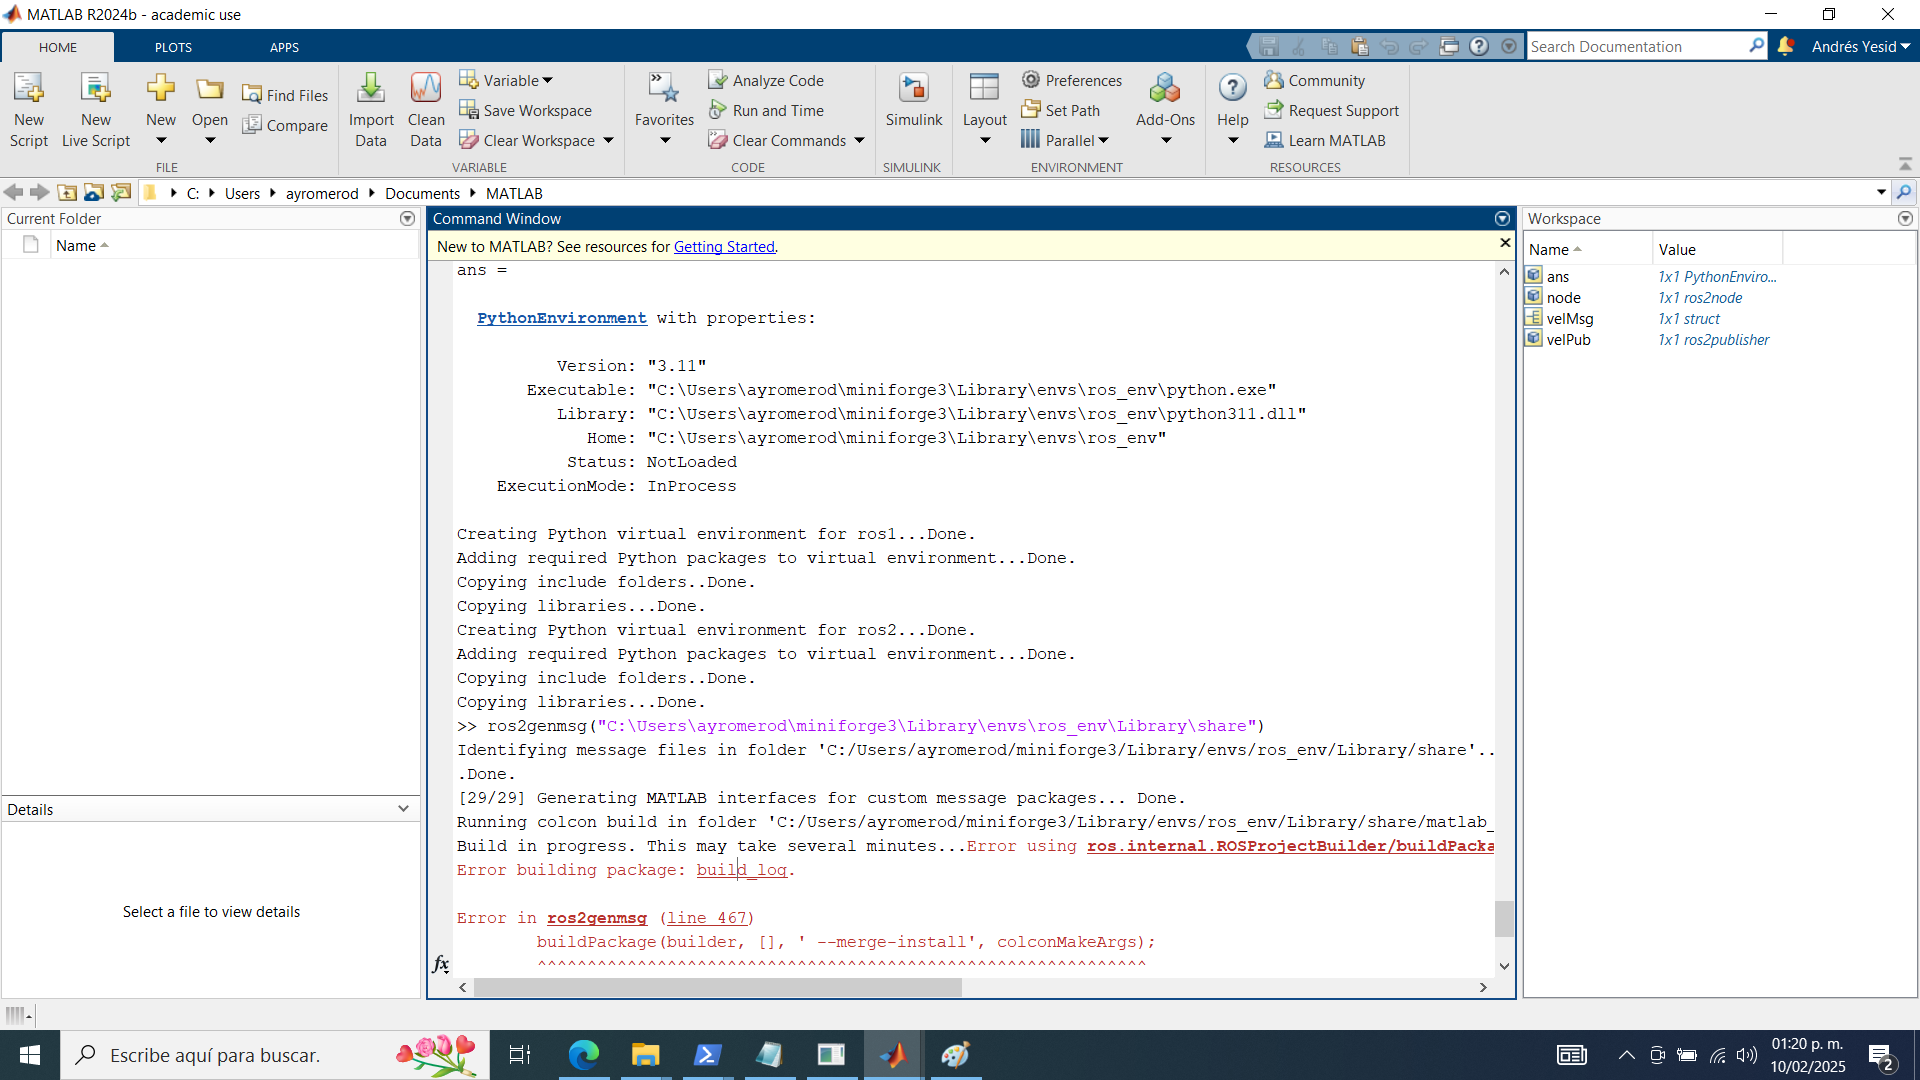 MATLAB R2024b - academic use
HOME
PLOTS
APPS
Search Documentation
Andrés Yesid
New Script
New Live Script
New
Open
Find Files
Compare
FILE
Import Data
Clean Data
Variable
Save Workspace
Clear Workspace
VARIABLE
Favorites
Analyze Code
Run and Time
Clear Commands
CODE
Simulink
SIMULINK
Layout
Preferences
Set Path
Parallel
Add-Ons
ENVIRONMENT
Help
Community
Request Support
Learn MATLAB
RESOURCES
C: Users ayromerod Documents MATLAB
Current Folder
Name
Details
Select a file to view details
Command Window
New to MATLAB? See resources for Getting Started.
ans =
PythonEnvironment with properties:
Version: "3.11"
Executable: "C:\Users\ayromerod\miniforge3\Library\envs\ros_env\python.exe"
Library: "C:\Users\ayromerod\miniforge3\Library\envs\ros_env\python311.dll"
Home: "C:\Users\ayromerod\miniforge3\Library\envs\ros_env"
Status: NotLoaded
ExecutionMode: InProcess
Creating Python virtual environment for ros1...Done.
Adding required Python packages to virtual environment...Done.
Copying include folders..Done.
Copying libraries...Done.
Creating Python virtual environment for ros2...Done.
Adding required Python packages to virtual environment...Done.
Copying include folders..Done.
Copying libraries...Done.
>> ros2genmsg("C:\Users\ayromerod\miniforge3\Library\envs\ros_env\Library\share")
Identifying message files in folder 'C:/Users/ayromerod/miniforge3/Library/envs/ros_env/Library/share'..
.Done.
[29/29] Generating MATLAB interfaces for custom message packages... Done.
Running colcon build in folder 'C:/Users/ayromerod/miniforge3/Library/envs/ros_env/Library/share/matlab_
Build in progress. This may take several minutes...Error using ros.internal.ROSProjectBuilder/buildPacka
Error building package: build_log.
Error in ros2genmsg (line 467)
buildPackage(builder, [], ' --merge-install', colconMakeArgs);
^^^^^^^^^^^^^^^^^^^^^^^^^^^^^^^^^^^^^^^^^^^^^^^^^^^^^^^^^^^^^
fx
Workspace
Name Value
ans 1x1 PythonEnviro...
node 1x1 ros2node
velMsg 1x1 struct
velPub 1x1 ros2publisher
Escribe aquí para buscar.
01:20 p. m.
10/02/2025
2